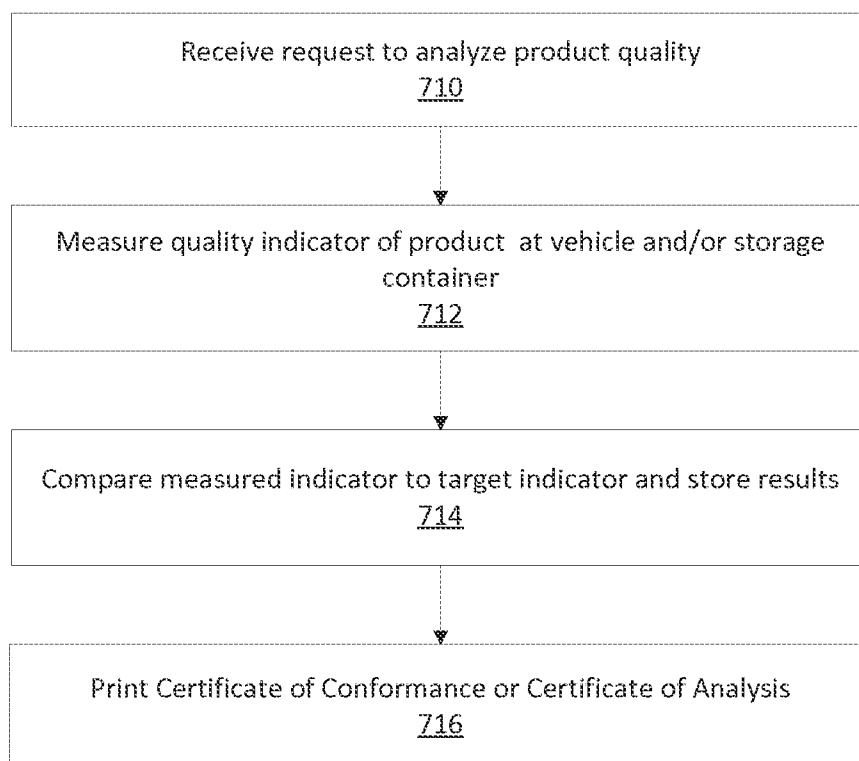 Receive request to analyze product quality
710
Measure quality indicator of product at vehicle and/or storage
container
712
Compare measured indicator to target indicator and store results
714
Print Certificate of Conformance or Certificate of Analysis
716